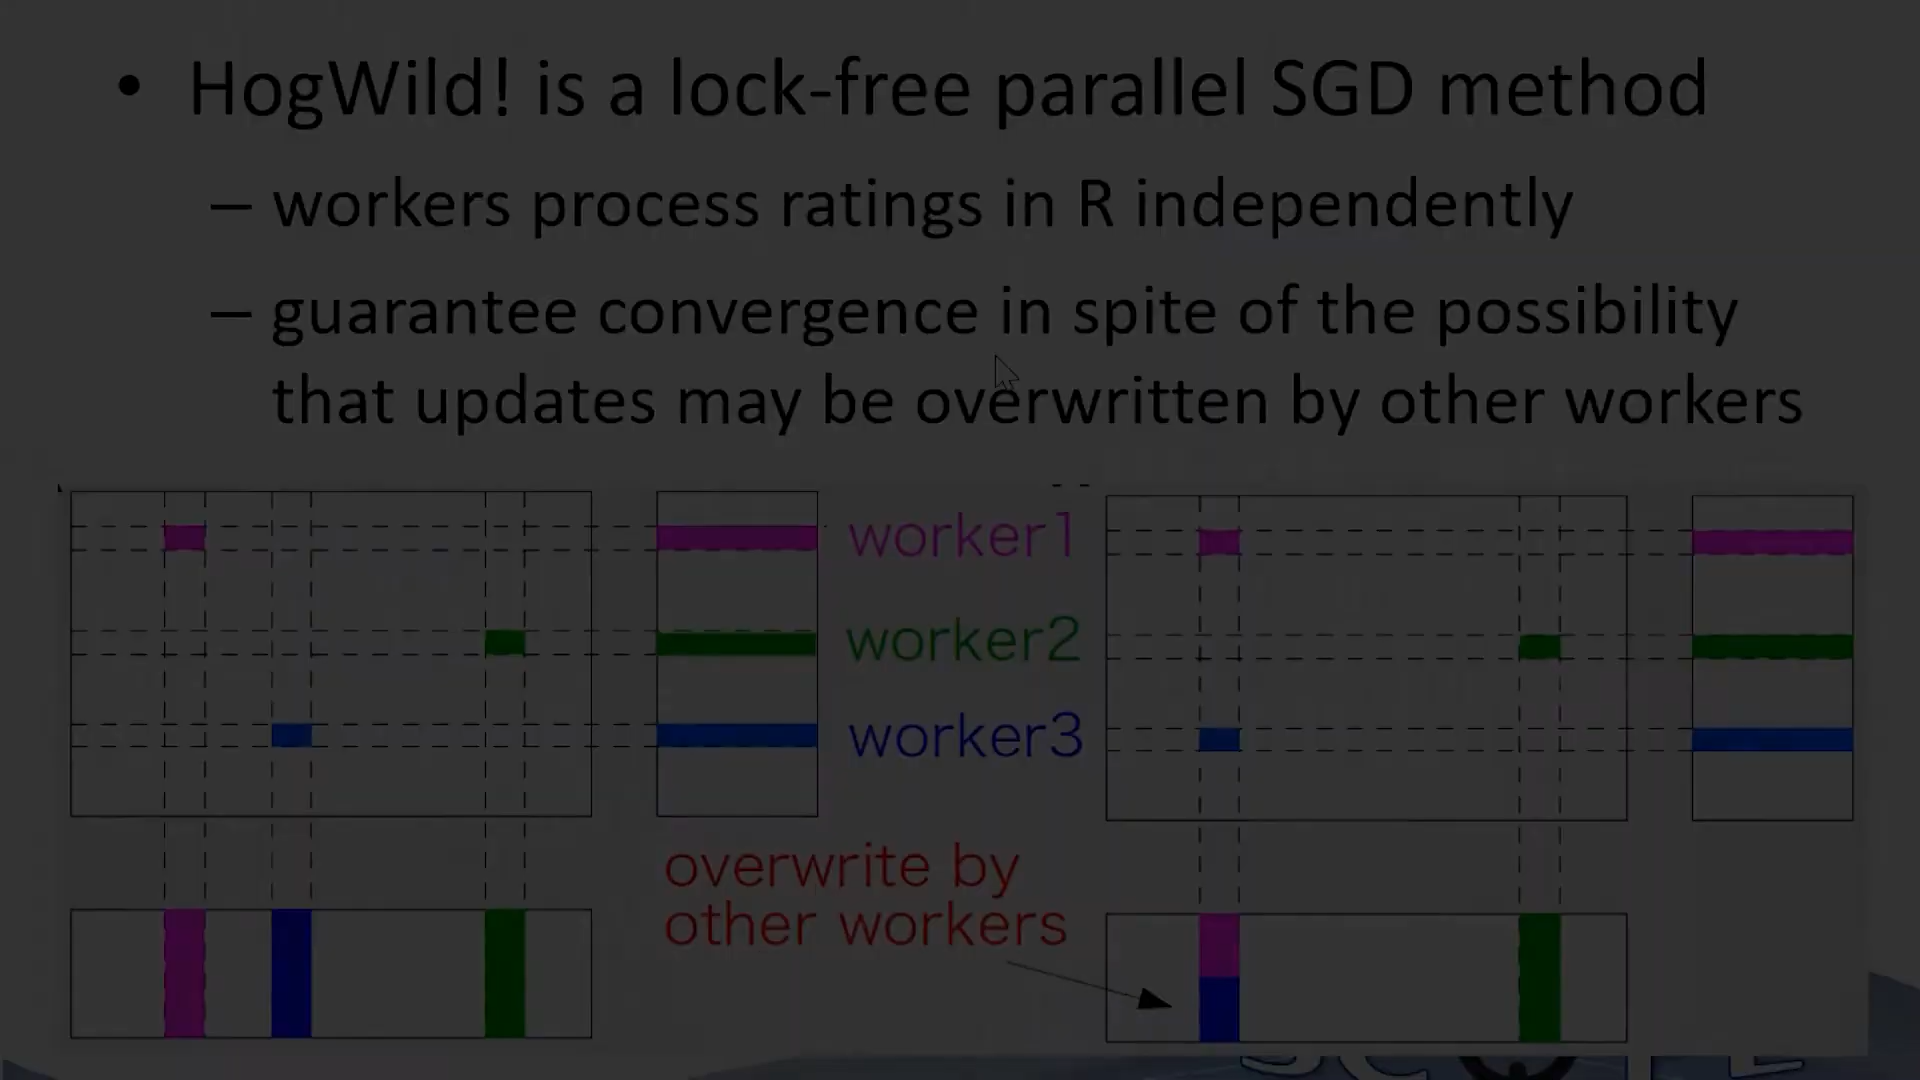 • HogWild! is a lock-free parallel SGD method
– workers process ratings in R independently
– guarantee convergence in spite of the possibility
that updates may be overwritten by other workers
worker1
worker2
worker3
overwrite by
other workers